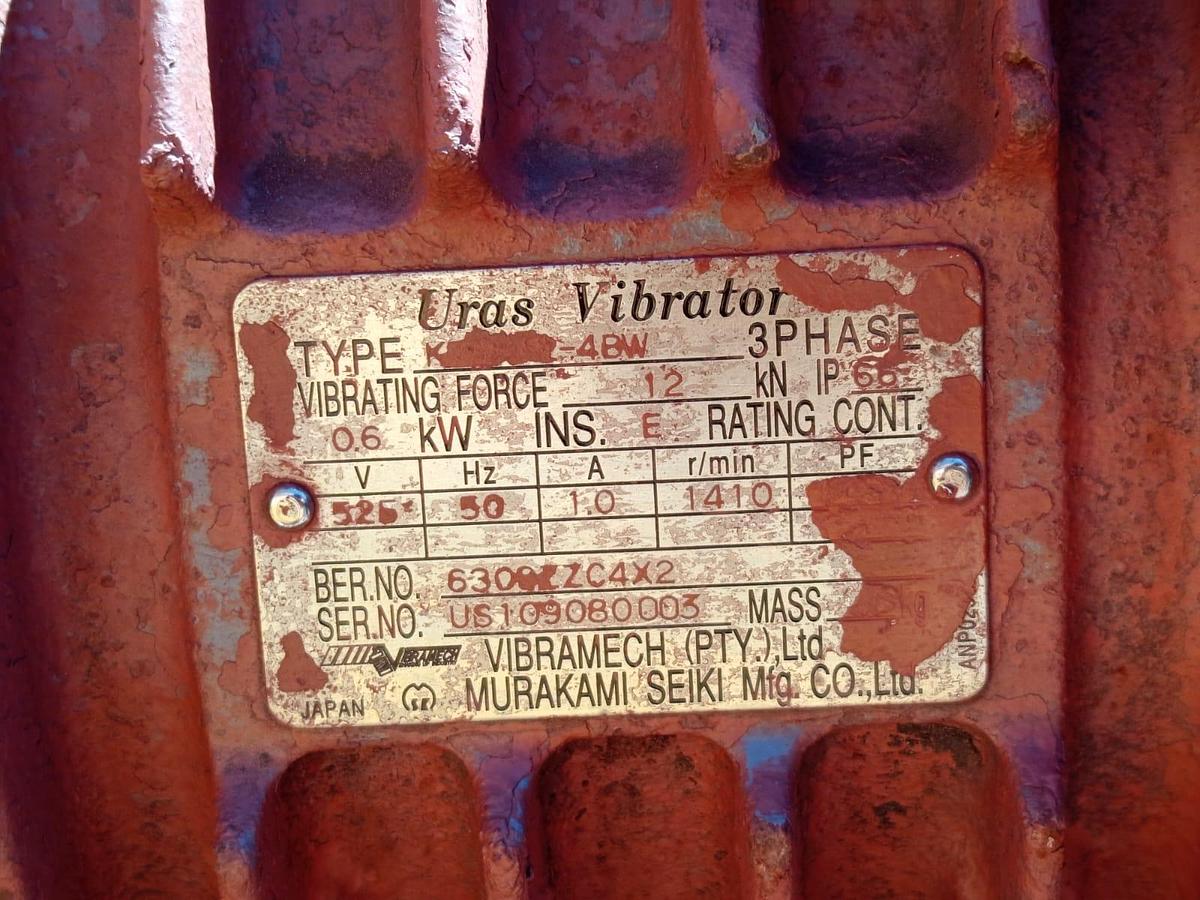 Uras Vibrator
TYPE -4BW 3PHASE
VIBRATING FORCE 12 kN IP
0.6 kW INS. E RATING CONT.
V Hz A r/min PF
50 1.0 1410
BER.NO.
SER.NO. US109080003 MASS
VIBRAMECH VIBRAMECH (PTY.),Ltd
JAPAN MURAKAMI SEIKI Mfg. CO.,Ltd.